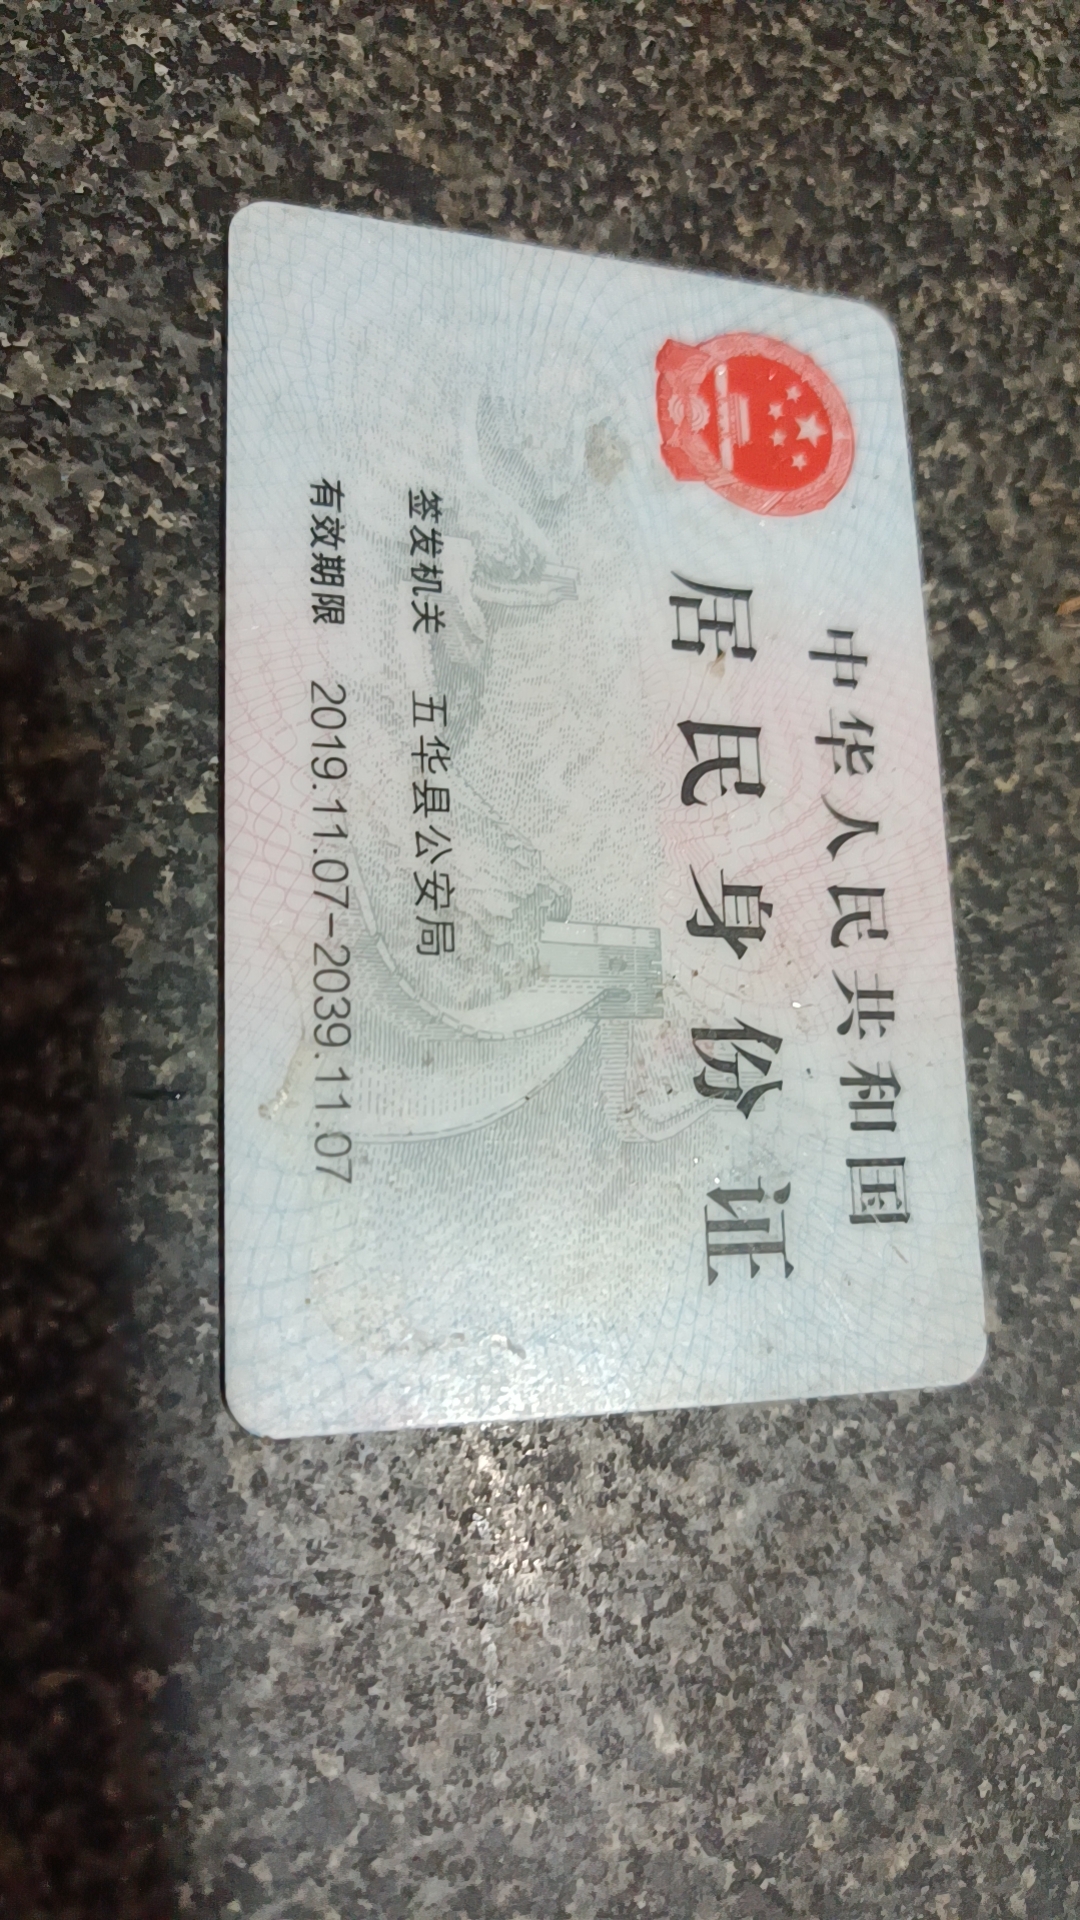 中华人民共和国
居民身份证
签发机关 五华县公安局
有效期限 2019.11.07-2039.11.07